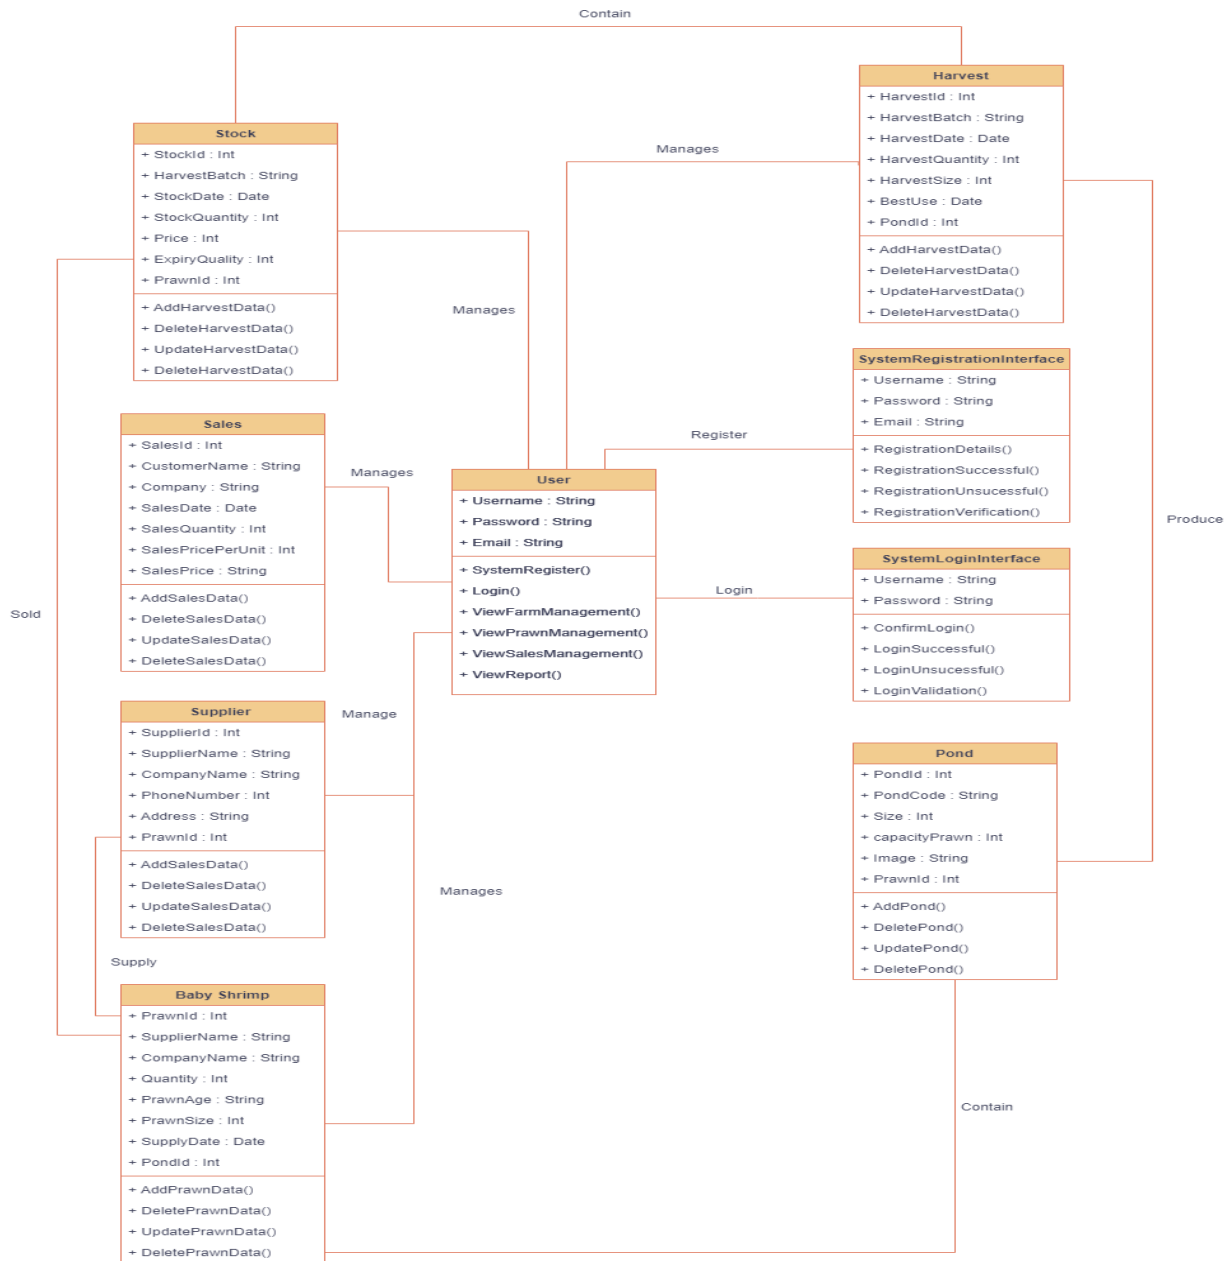 Contain
Harvest
+ HarvestId : Int
+ HarvestBatch : String
+ HarvestDate : Date
+ HarvestQuantity : Int
+ HarvestSize : Int
+ BestUse : Date
+ PondId : Int
+ AddHarvestData()
+ DeleteHarvestData()
+ UpdateHarvestData()
+ DeleteHarvestData()
Stock
+ StockId : Int
+ HarvestBatch : String
+ StockDate : Date
+ StockQuantity : Int
+ Price : Int
+ ExpiryQuality : Int
+ PrawnId : Int
+ AddHarvestData()
+ DeleteHarvestData()
+ UpdateHarvestData()
+ DeleteHarvestData()
Manages
Manages
SystemRegistrationInterface
+ Username : String
+ Password : String
+ Email : String
+ RegistrationDetails()
+ RegistrationSuccessful()
+ RegistrationUnsucessful()
+ RegistrationVerification()
Register
Sales
+ SalesId : Int
+ CustomerName : String
+ Company : String
+ SalesDate : Date
+ SalesQuantity : Int
+ SalesPricePerUnit : Int
+ SalesPrice : String
+ AddSalesData()
+ DeleteSalesData()
+ UpdateSalesData()
+ DeleteSalesData()
Manages
User
+ Username : String
+ Password : String
+ Email : String
+ SystemRegister()
+ Login()
+ ViewFarmManagement()
+ ViewPrawnManagement()
+ ViewSalesManagement()
+ ViewReport()
Produce
SystemLoginInterface
+ Username : String
+ Password : String
+ ConfirmLogin()
+ LoginSuccessful()
+ LoginUnsucessful()
+ LoginValidation()
Login
Sold
Supplier
+ SupplierId : Int
+ SupplierName : String
+ CompanyName : String
+ PhoneNumber : Int
+ Address : String
+ PrawnId : Int
+ AddSalesData()
+ DeleteSalesData()
+ UpdateSalesData()
+ DeleteSalesData()
Manage
Pond
+ PondId : Int
+ PondCode : String
+ Size : Int
+ capacityPrawn : Int
+ Image : String
+ PrawnId : Int
+ AddPond()
+ DeletePond()
+ UpdatePond()
+ DeletePond()
Manages
Supply
Baby Shrimp
+ PrawnId : Int
+ SupplierName : String
+ CompanyName : String
+ Quantity : Int
+ PrawnAge : String
+ PrawnSize : Int
+ SupplyDate : Date
+ PondId : Int
+ AddPrawnData()
+ DeletePrawnData()
+ UpdatePrawnData()
+ DeletePrawnData()
Contain